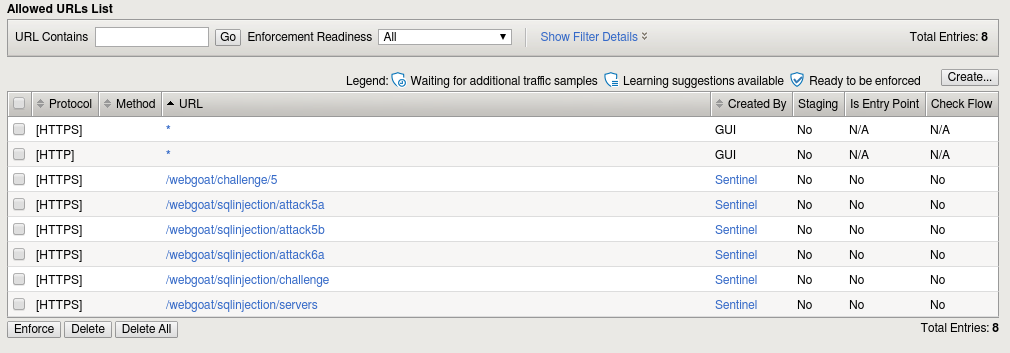 Allowed URLs List
URL Contains Go Enforcement Readiness All Show Filter Details Total Entries: 8
Legend: Waiting for additional traffic samples Learning suggestions available Ready to be enforced Create...
Protocol Method URL Created By Staging Is Entry Point Check Flow
[HTTPS] * GUI No N/A N/A
[HTTP] * GUI No N/A N/A
[HTTPS] /webgoat/challenge/5 Sentinel No No No
[HTTPS] /webgoat/sqlinjection/attack5a Sentinel No No No
[HTTPS] /webgoat/sqlinjection/attack5b Sentinel No No No
[HTTPS] /webgoat/sqlinjection/attack6a Sentinel No No No
[HTTPS] /webgoat/sqlinjection/challenge Sentinel No No No
[HTTPS] /webgoat/sqlinjection/servers Sentinel No No No
Enforce Delete Delete All Total Entries: 8